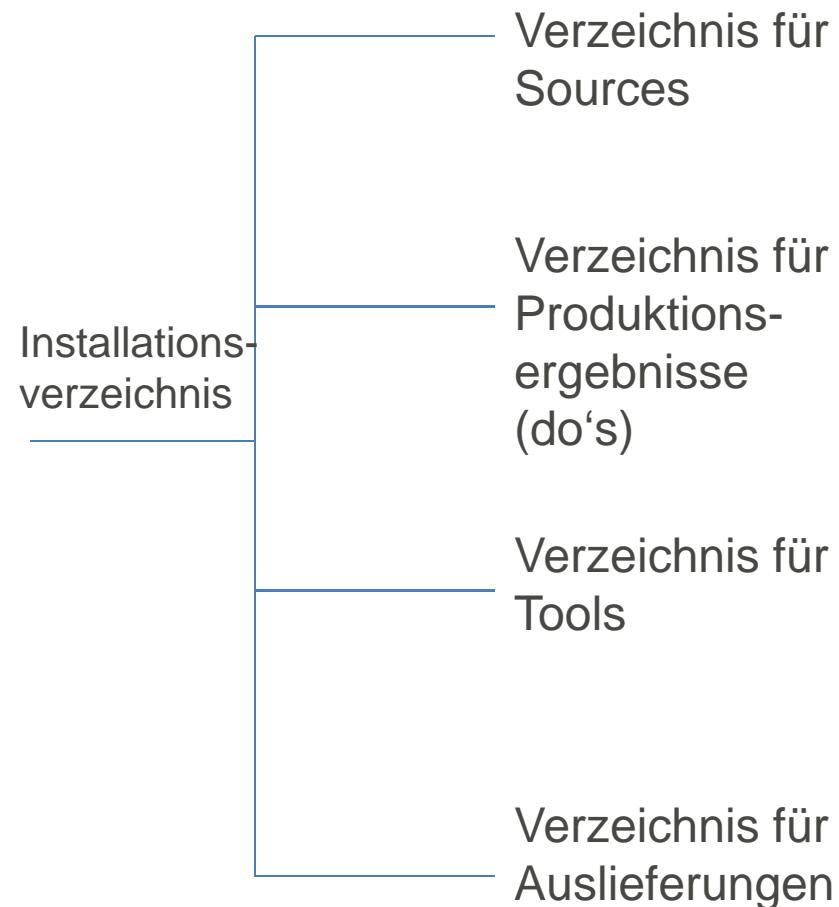 Installations-
verzeichnis
Verzeichnis für
Sources
Verzeichnis für
Produktions-
ergebnisse
(do‘s)
Verzeichnis für
Tools
Verzeichnis für
Auslieferungen